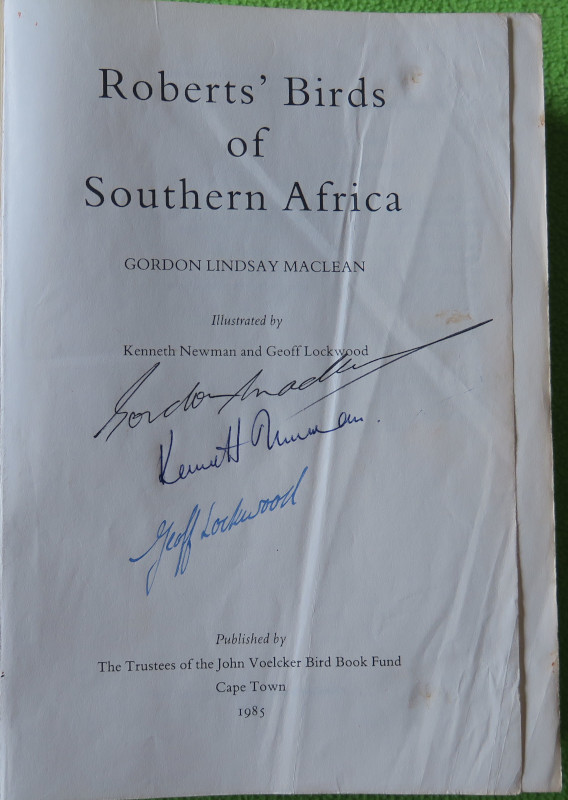 Roberts' Birds
of
Southern Africa
GORDON LINDSAY MACLEAN
Illustrated by
Kenneth Newman and Geoff Lockwood
Gordon Maclean
Kenneth Newman.
Geoff Lockwood
Published by
The Trustees of the John Voelcker Bird Book Fund
Cape Town
1985